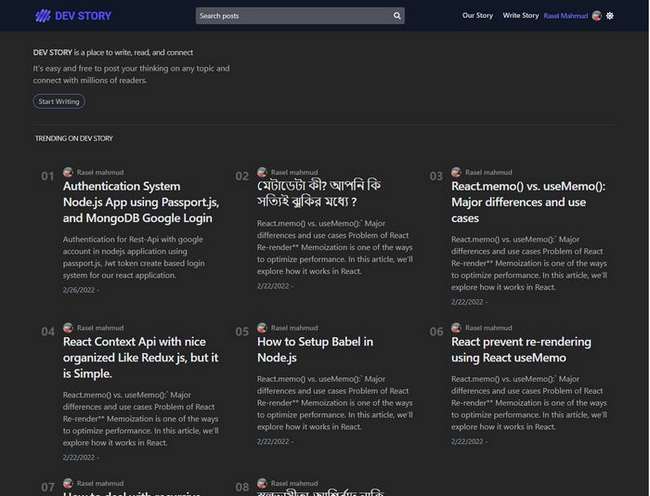 DEV STORY
Search posts
Our Story Write Story Rasel Mahmud
DEV STORY is a place to write, read, and connect
It's easy and free to post your thinking on any topic and
connect with millions of readers.
Start Writing
TRENDING ON DEV STORY
01 Rasel mahmud
Authentication System
Node.js App using Passport.js,
and MongoDB Google Login
Authentication for Rest-Api with google
account in nodejs application using
passport.js, Jwt token create based login
system for our react application.
2/26/2022 -
02 Rasel mahmud
মেটাডেটা কী? আপনি কি
সত্যিই ঝুকির মধ্যে ?
React.memo() vs. useMemo():` Major
differences and use cases Problem of React
Re-render** Memoization is one of the ways
to optimize performance. In this article, we'll
explore how it works in React.
2/22/2022 -
03 Rasel mahmud
React.memo() vs. useMemo():
Major differences and use
cases
React.memo() vs. useMemo():` Major
differences and use cases Problem of React
Re-render** Memoization is one of the ways
to optimize performance. In this article, we'll
explore how it works in React.
2/22/2022 -
04 Rasel mahmud
React Context Api with nice
organized Like Redux js, but it
is Simple.
React.memo() vs. useMemo():` Major
differences and use cases Problem of React
Re-render** Memoization is one of the ways
to optimize performance. In this article, we'll
explore how it works in React.
2/22/2022 -
05 Rasel mahmud
How to Setup Babel in
Node.js
React.memo() vs. useMemo():` Major
differences and use cases Problem of React
Re-render** Memoization is one of the ways
to optimize performance. In this article, we'll
explore how it works in React.
2/22/2022 -
06 Rasel mahmud
React prevent re-rendering
using React useMemo
React.memo() vs. useMemo():` Major
differences and use cases Problem of React
Re-render** Memoization is one of the ways
to optimize performance. In this article, we'll
explore how it works in React.
2/22/2022 -
07 Rasel mahmud
How to deal with recursive
08 Rasel mahmud